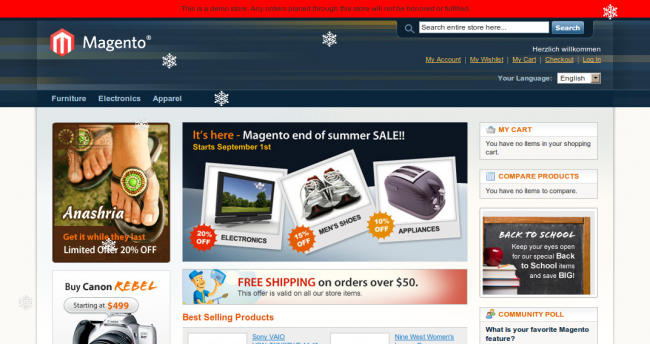 This is a demo store. Any orders placed through this store will not be honored or fulfilled.
Magento®
Search entire store here...
Search
Herzlich willkommen
My Account | My Wishlist | My Cart | Checkout | Log In
Your Language: English
Furniture Electronics Apparel
Anashria
Get it while they last
Limited Offer 20% OFF
It's here - Magento end of summer SALE!!
Starts September 1st
20% OFF
ELECTRONICS
15% OFF
MEN'S SHOES
10% OFF
APPLIANCES
MY CART
You have no items in your shopping
cart.
COMPARE PRODUCTS
You have no items to compare.
BACK TO SCHOOL
Keep your eyes open
for our special Back
to School items
and save BIG!
Buy Canon REBEL
Starting at $499
FREE SHIPPING on orders over $50.
This offer is valid on all our store items.
Best Selling Products
Sony VAIO
Nine West Women's
COMMUNITY POLL
What is your favorite Magento
feature?